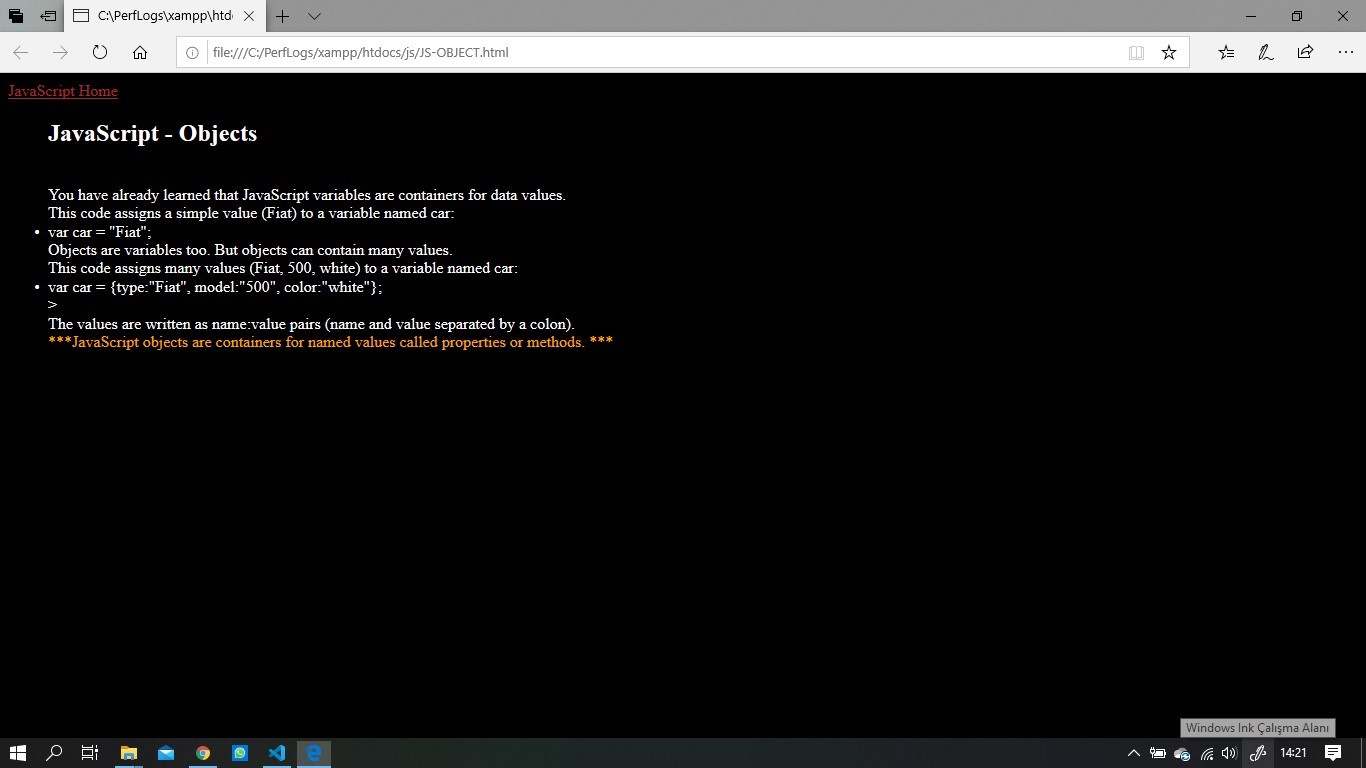 C:\PerfLogs\xampp\htdo
file:///C:/PerfLogs/xampp/htdocs/js/JS-OBJECT.html
JavaScript Home
JavaScript - Objects
You have already learned that JavaScript variables are containers for data values.
This code assigns a simple value (Fiat) to a variable named car:
• var car = "Fiat";
Objects are variables too. But objects can contain many values.
This code assigns many values (Fiat, 500, white) to a variable named car:
• var car = {type:"Fiat", model:"500", color:"white"};
>
The values are written as name:value pairs (name and value separated by a colon).
***JavaScript objects are containers for named values called properties or methods. ***
Windows Ink Çalışma Alanı
14:21